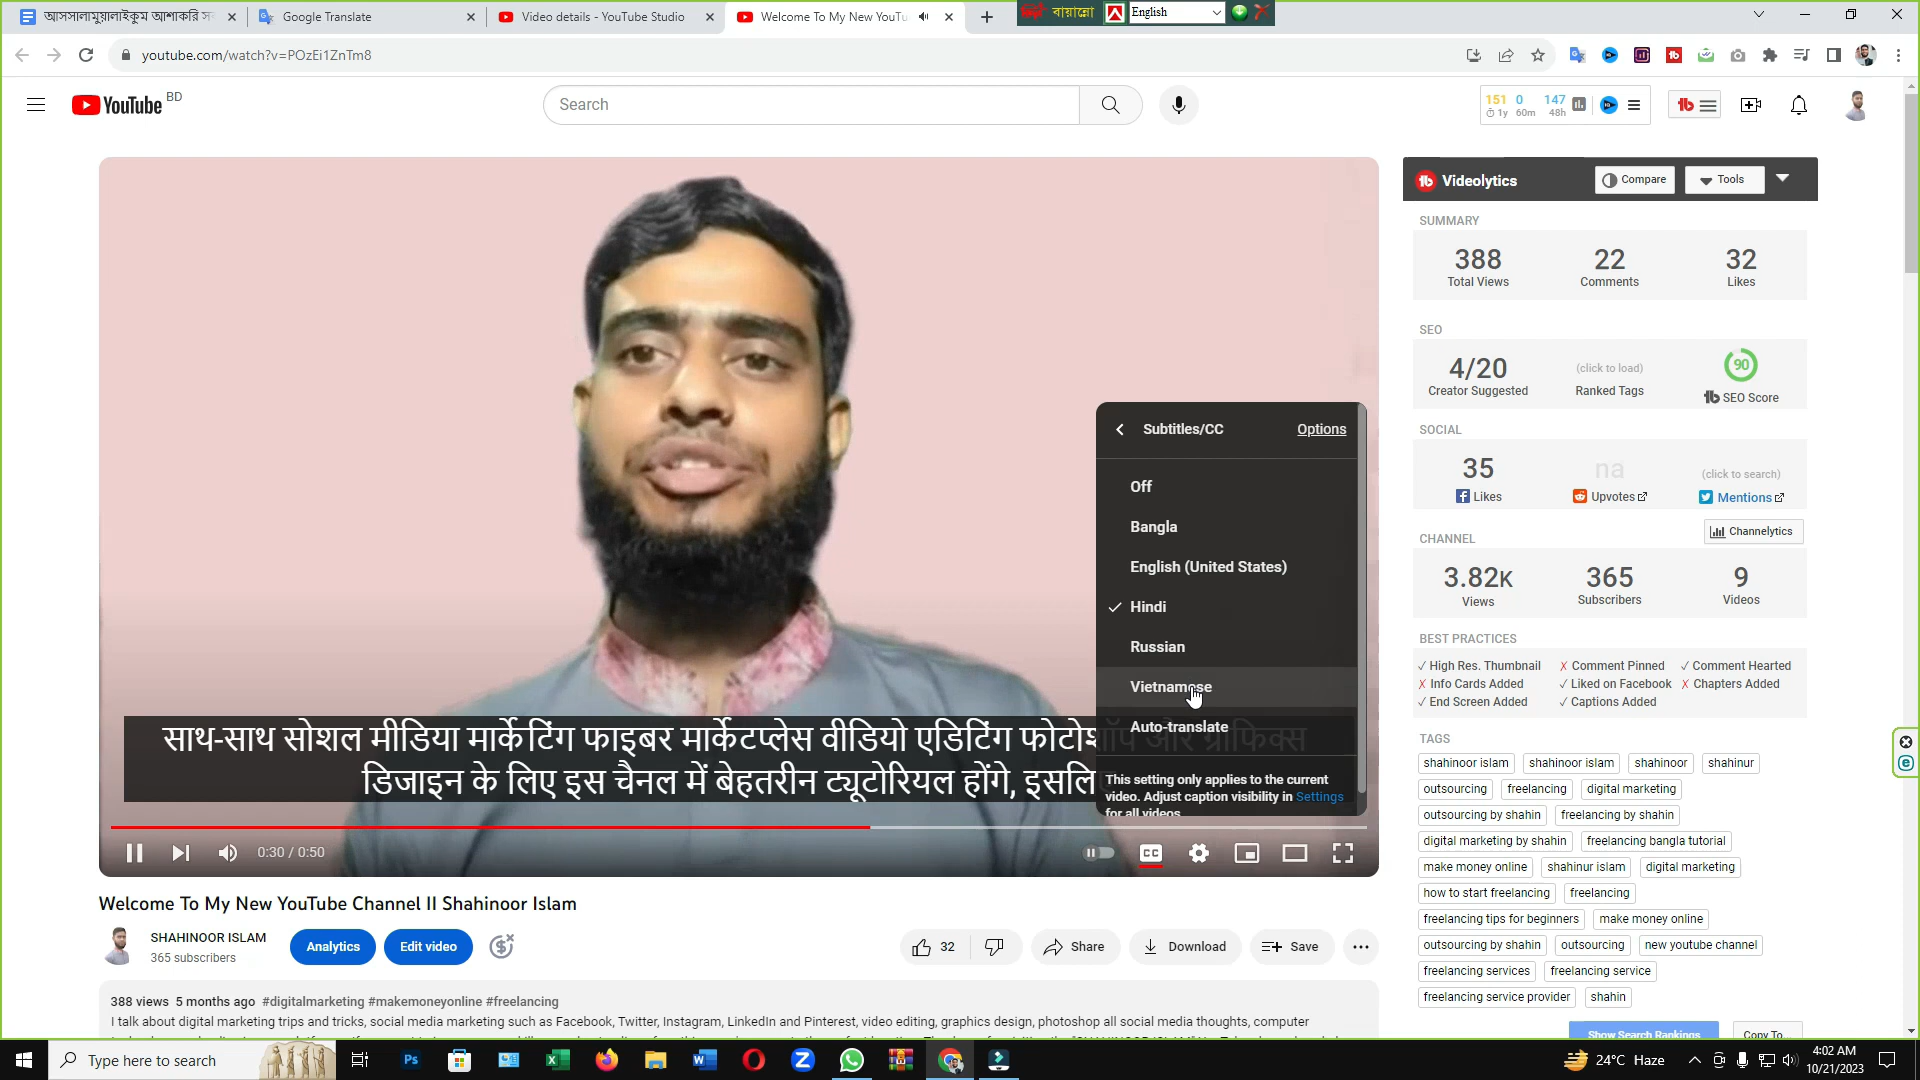 আসসালামুয়ালাইকুম আশাকরি
Google Translate
Video details - YouTube Studio
Welcome To My New YouTu
বায়ান্নো
English
youtube.com/watch?v=POzEi1ZnTm8
YouTube BD
Search
151 0 147
1y 60m 48h
Videolytics
Compare
Tools
SUMMARY
388 22 32
Total Views Comments Likes
SEO
4/20 (click to load) 90
Creator Suggested Ranked Tags SEO Score
SOCIAL
35 na (click to search)
Likes Upvotes Mentions
CHANNEL
Channelytics
3.82K 365 9
Views Subscribers Videos
BEST PRACTICES
✓ High Res. Thumbnail X Comment Pinned ✓ Comment Hearted
X Info Cards Added ✓ Liked on Facebook X Chapters Added
✓ End Screen Added ✓ Captions Added
TAGS
shahinoor islam shahinoor islam shahinoor shahinur
outsourcing freelancing digital marketing
outsourcing by shahin freelancing by shahin
digital marketing by shahin freelancing bangla tutorial
make money online shahinur islam digital marketing
how to start freelancing freelancing
freelancing tips for beginners make money online
outsourcing by shahin outsourcing new youtube channel
freelancing services freelancing service
freelancing service provider shahin
Show Search Rankings Copy To...
Subtitles/CC Options
Off
Bangla
English (United States)
Hindi
Russian
Vietnamese
Auto-translate
This setting only applies to the current
video. Adjust caption visibility in Settings
for all videos
साथ-साथ सोशल मीडिया मार्केटिंग फाइबर मार्केटप्लेस वीडियो एडिटिंग फोटोशॉप और ग्राफिक्स
डिजाइन के लिए इस चैनल में बेहतरीन ट्यूटोरियल होंगे,
0:30 / 0:50
CC
Welcome To My New YouTube Channel II Shahinoor Islam
SHAHINOOR ISLAM
365 subscribers
Analytics
Edit video
32
Share
Download
Save
388 views 5 months ago #digitalmarketing #makemoneyonline #freelancing
I talk about digital marketing trips and tricks, social media marketing such as Facebook, Twitter, Instagram, LinkedIn and Pinterest, video editing, graphics design, photoshop all social media thoughts, computer
Type here to search
24°C Haze
4:02 AM
10/21/2023